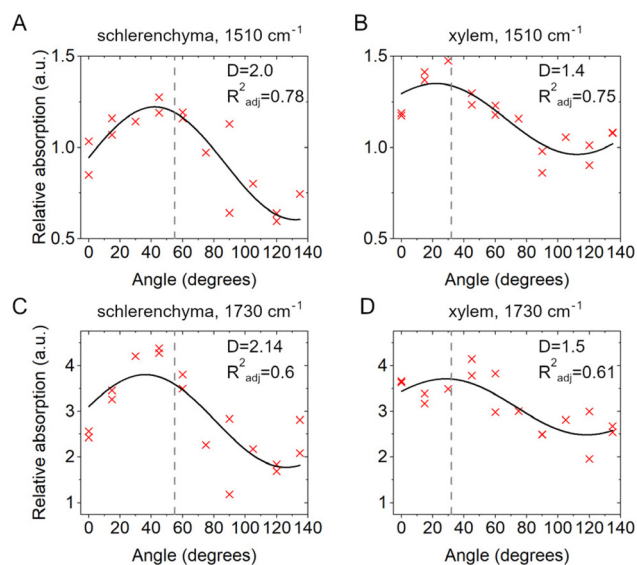 A
schlerenchyma, 1510 cm⁻¹
D=2.0
R²adj=0.78
1.5
1.0
0.5
Relative absorption (a.u.)
0 20 40 60 80 100 120 140
Angle (degrees)
B
xylem, 1510 cm⁻¹
D=1.4
R²adj=0.75
1.5
1.0
0.5
0 20 40 60 80 100 120 140
Angle (degrees)
C
schlerenchyma, 1730 cm⁻¹
D=2.14
R²adj=0.6
4
3
2
1
Relative absorption (a.u.)
0 20 40 60 80 100 120 140
Angle (degrees)
D
xylem, 1730 cm⁻¹
D=1.5
R²adj=0.61
4
3
2
1
0 20 40 60 80 100 120 140
Angle (degrees)